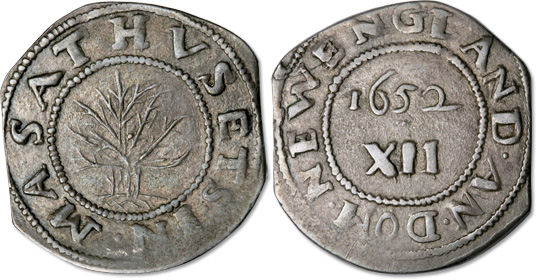 MASATHVSETS IN·
NEWENGLAND·AN·DOM·
1652
XII